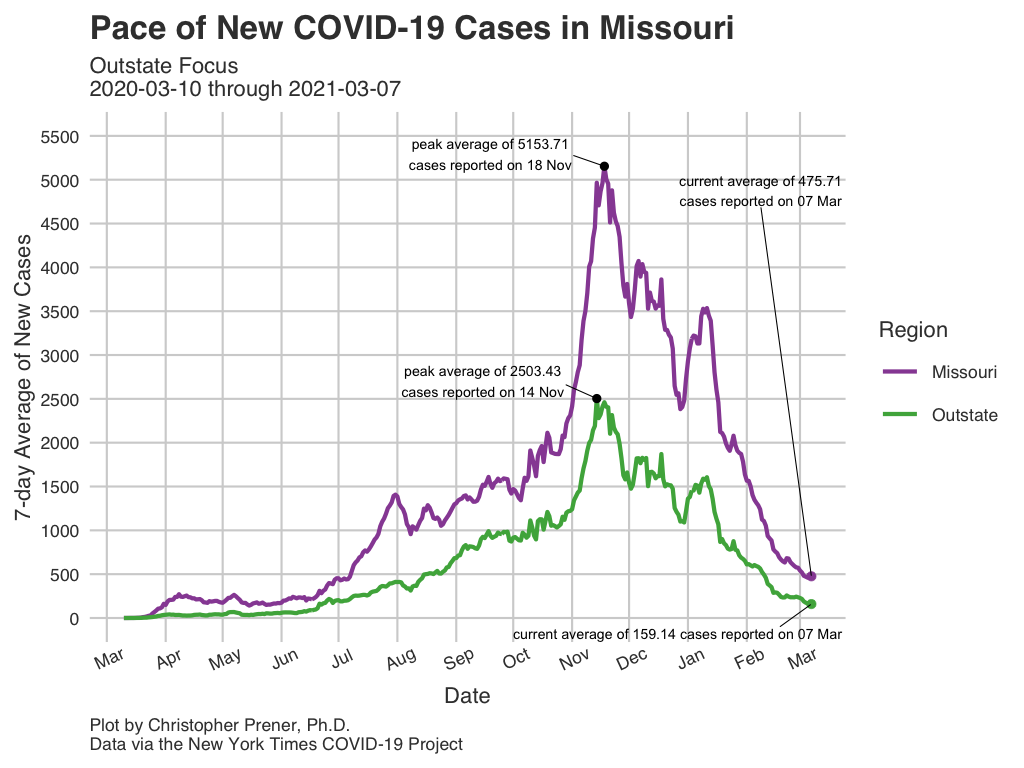 Pace of New COVID-19 Cases in Missouri
Outstate Focus
2020-03-10 through 2021-03-07
7-day Average of New Cases
5500
5000
4500
4000
3500
3000
2500
2000
1500
1000
500
0
peak average of 5153.71
cases reported on 18 Nov
current average of 475.71
cases reported on 07 Mar
peak average of 2503.43
cases reported on 14 Nov
current average of 159.14 cases reported on 07 Mar
Mar Apr May Jun Jul Aug Sep Oct Nov Dec Jan Feb Mar
Date
Region
Missouri
Outstate
Plot by Christopher Prener, Ph.D.
Data via the New York Times COVID-19 Project